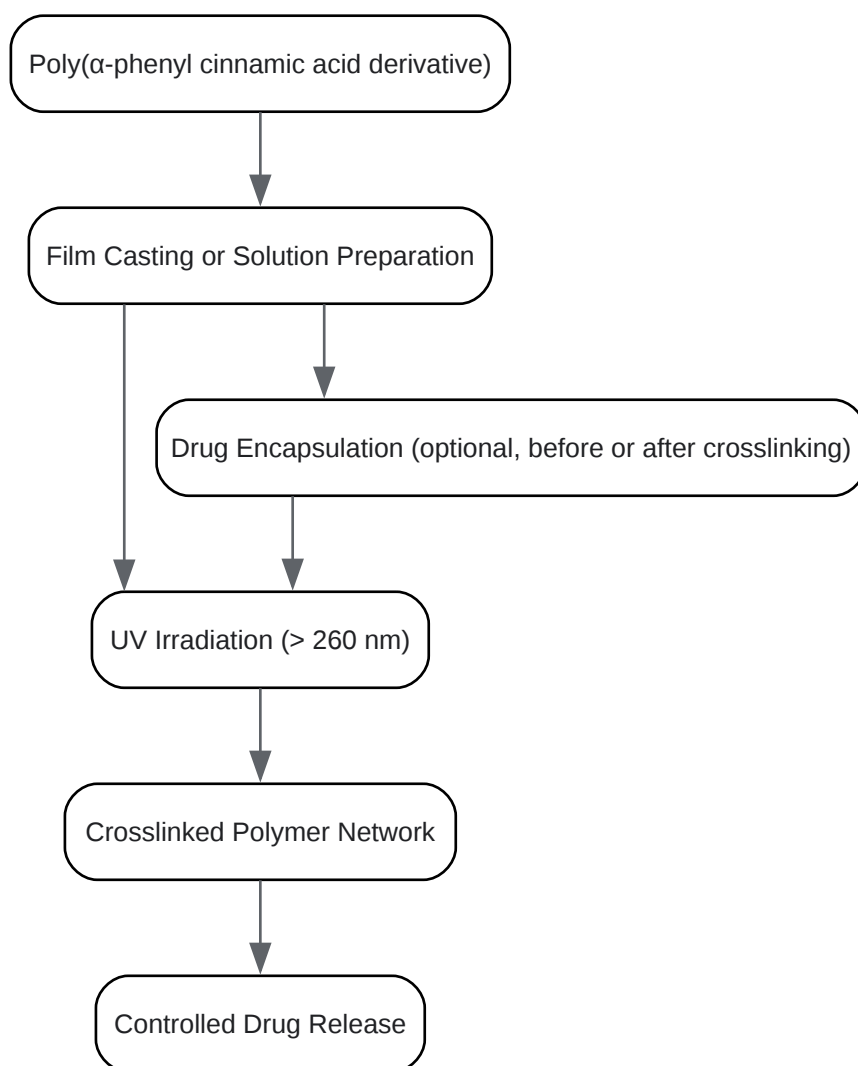 Poly(α-phenyl cinnamic acid derivative)
Film Casting or Solution Preparation
Drug Encapsulation (optional, before or after crosslinking)
UV Irradiation (> 260 nm)
Crosslinked Polymer Network
Controlled Drug Release